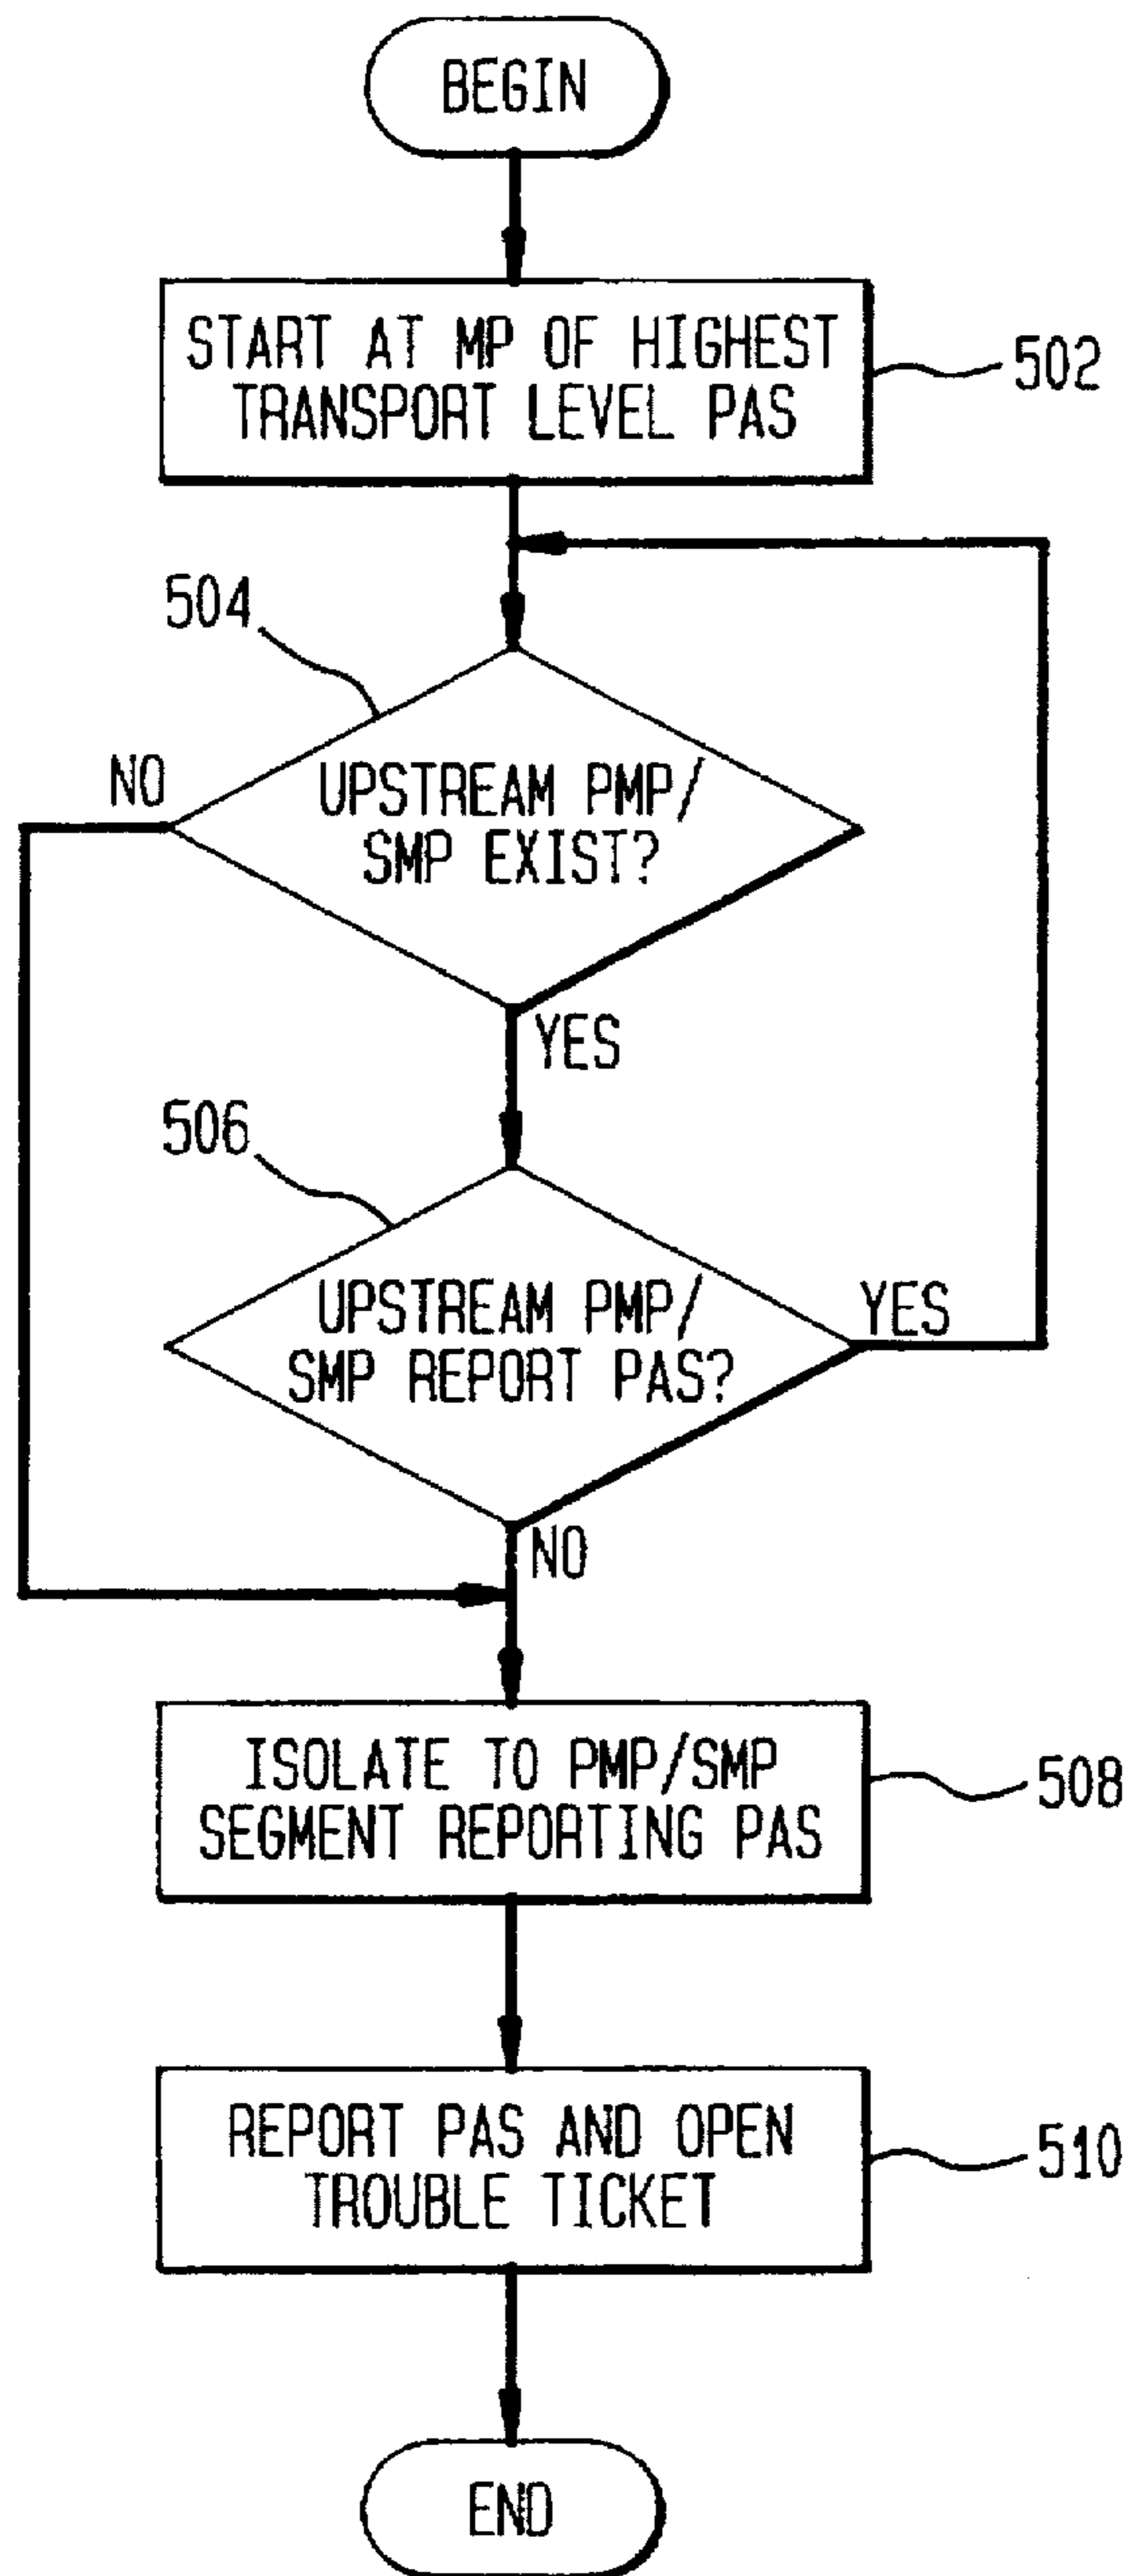 BEGIN
START AT MP OF HIGHEST
TRANSPORT LEVEL PAS
502
504
NO
UPSTREAM PMP/
SMP EXIST?
YES
506
UPSTREAM PMP/
SMP REPORT PAS?
YES
NO
ISOLATE TO PMP/SMP
SEGMENT REPORTING PAS
508
REPORT PAS AND OPEN
TROUBLE TICKET
510
END